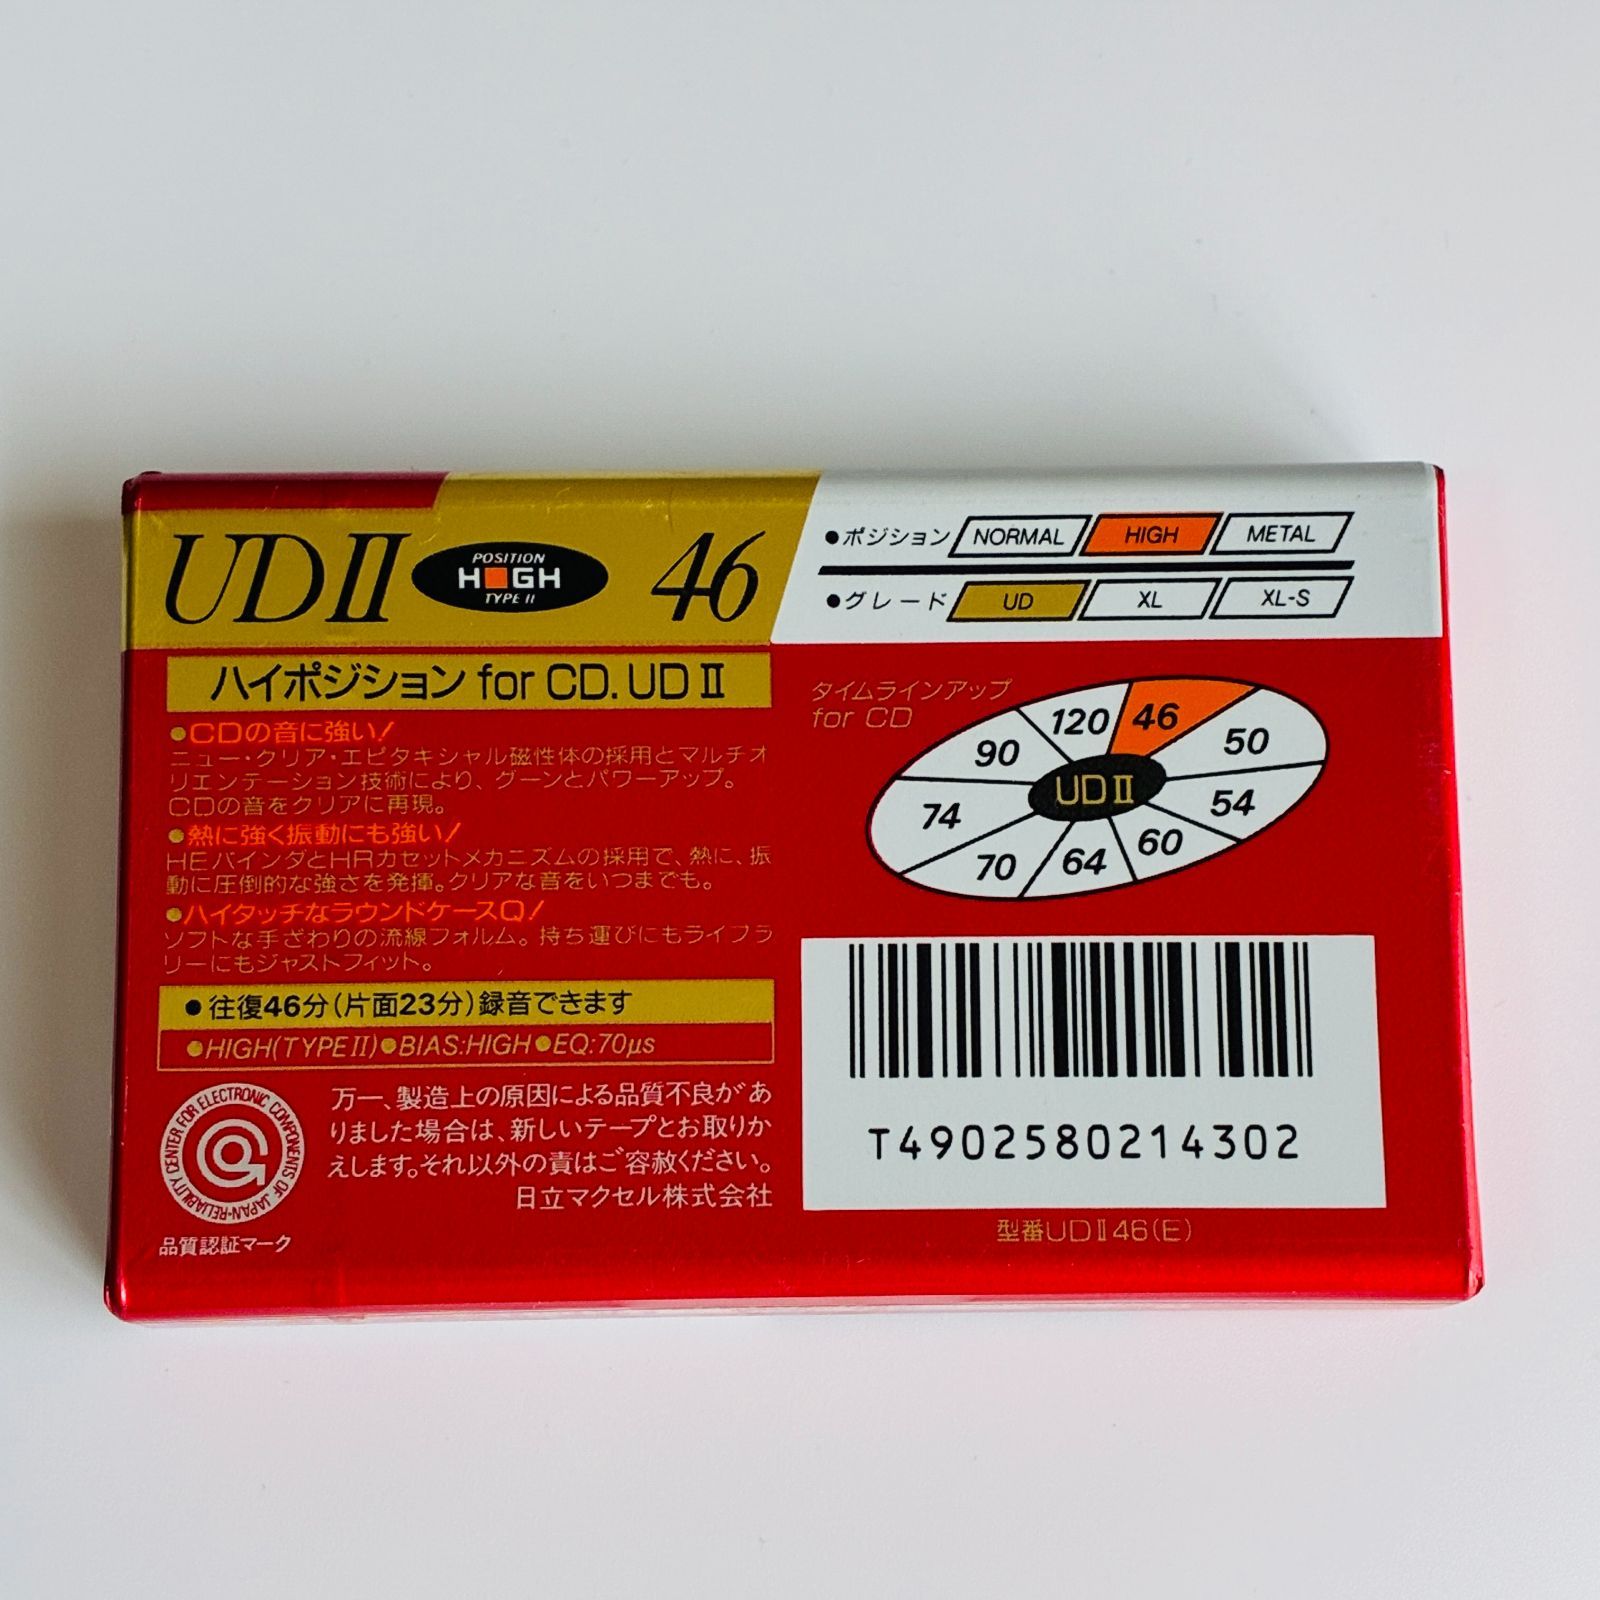 UDⅡ
POSITION
HIGH
TYPE II
46
●ポジション NORMAL HIGH METAL
●グレード UD XL XL-S
ハイポジション for CD. UDⅡ
●CDの音に強い!
ニュー・クリア・エピタキシャル磁性体の採用とマルチオ
リエンテーション技術により、グーンとパワーアップ。
CDの音をクリアに再現。
●熱に強く振動にも強い!
HEバインダとHRカセットメカニズムの採用で、熱に、振
動に圧倒的な強さを発揮。クリアな音をいつまでも。
●ハイタッチなラウンドケースQ!
ソフトな手ざわりの流線フォルム。持ち運びにもライブラ
リーにもジャストフィット。
●往復46分(片面23分)録音できます
●HIGH(TYPEⅡ)●BIAS:HIGH●EQ:70μs
RELIABILITY CENTER FOR ELECTRONIC COMPONENTS OF JAPAN
品質認証マーク
万一、製造上の原因による品質不良があ
りました場合は、新しいテープとお取りか
えします。それ以外の責はご容赦ください。
日立マクセル株式会社
タイムラインアップ
for CD
46
50
54
60
64
70
74
90
120
UDⅡ
T4902580214302
型番UDⅡ46(E)